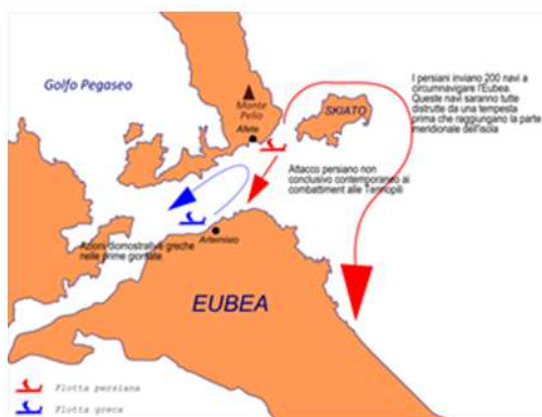 Golfo Pegaseo
Monte
Pelio
Afete
SKIATO
I persiani inviano 200 navi a
circumnavigare l'Eubea.
Queste navi saranno tutte
distrutte da una tempesta
prima che raggiungano la parte
meridionale dell'isola
Attacco persiano non
conclusivo contemporaneo ai
combattiment alle Termopili
Artemisio
Azioni diomostrative greche
nelle prime giornate
EUBEA
Flotta persiana
Flotta greca